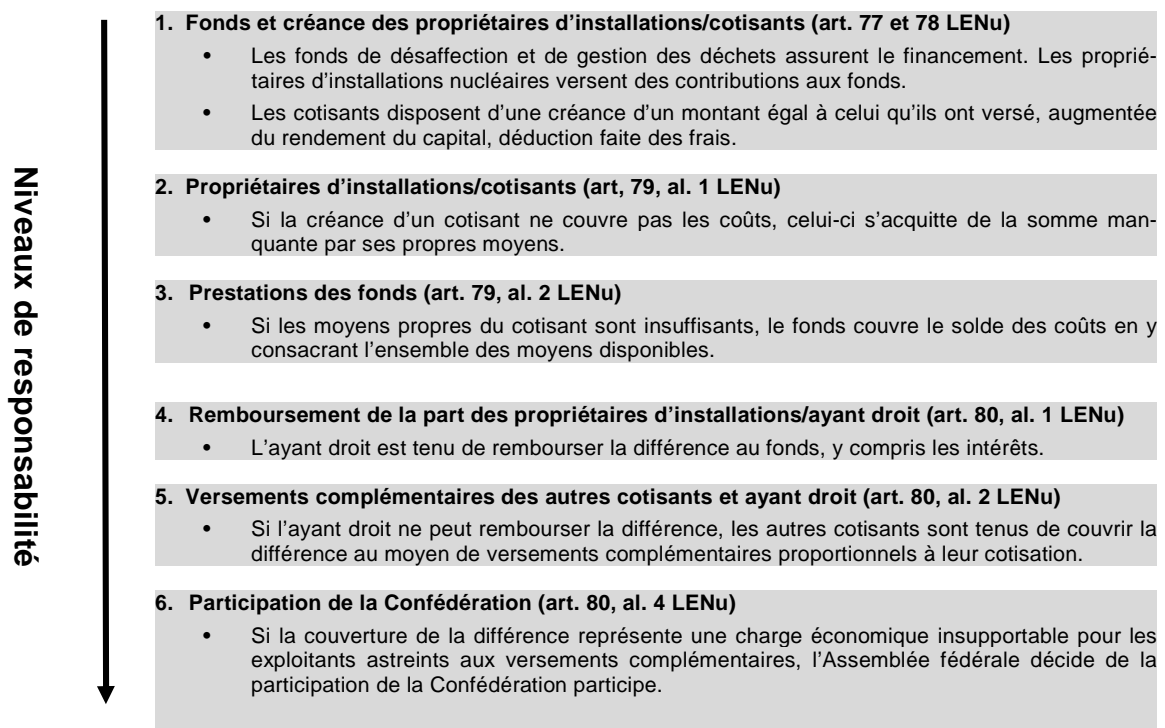 Niveaux de responsabilité
1. Fonds et créance des propriétaires d'installations/cotisants (art. 77 et 78 LENu)
• Les fonds de désaffection et de gestion des déchets assurent le financement. Les proprié-
taires d'installations nucléaires versent des contributions aux fonds.
• Les cotisants disposent d'une créance d'un montant égal à celui qu'ils ont versé, augmentée
du rendement du capital, déduction faite des frais.
2. Propriétaires d'installations/cotisants (art, 79, al. 1 LENu)
• Si la créance d'un cotisant ne couvre pas les coûts, celui-ci s'acquitte de la somme man-
quante par ses propres moyens.
3. Prestations des fonds (art. 79, al. 2 LENu)
• Si les moyens propres du cotisant sont insuffisants, le fonds couvre le solde des coûts en y
consacrant l'ensemble des moyens disponibles.
4. Remboursement de la part des propriétaires d'installations/ayant droit (art. 80, al. 1 LENu)
• L'ayant droit est tenu de rembourser la différence au fonds, y compris les intérêts.
5. Versements complémentaires des autres cotisants et ayant droit (art. 80, al. 2 LENu)
• Si l'ayant droit ne peut rembourser la différence, les autres cotisants sont tenus de couvrir la
différence au moyen de versements complémentaires proportionnels à leur cotisation.
6. Participation de la Confédération (art. 80, al. 4 LENu)
• Si la couverture de la différence représente une charge économique insupportable pour les
exploitants astreints aux versements complémentaires, l'Assemblée fédérale décide de la
participation de la Confédération participe.